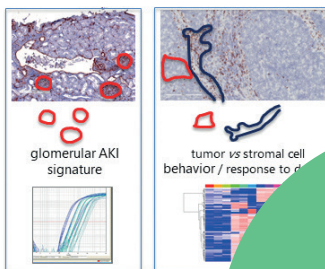 glomerular AKI
signature
tumor vs stromal cell
behavior / response to